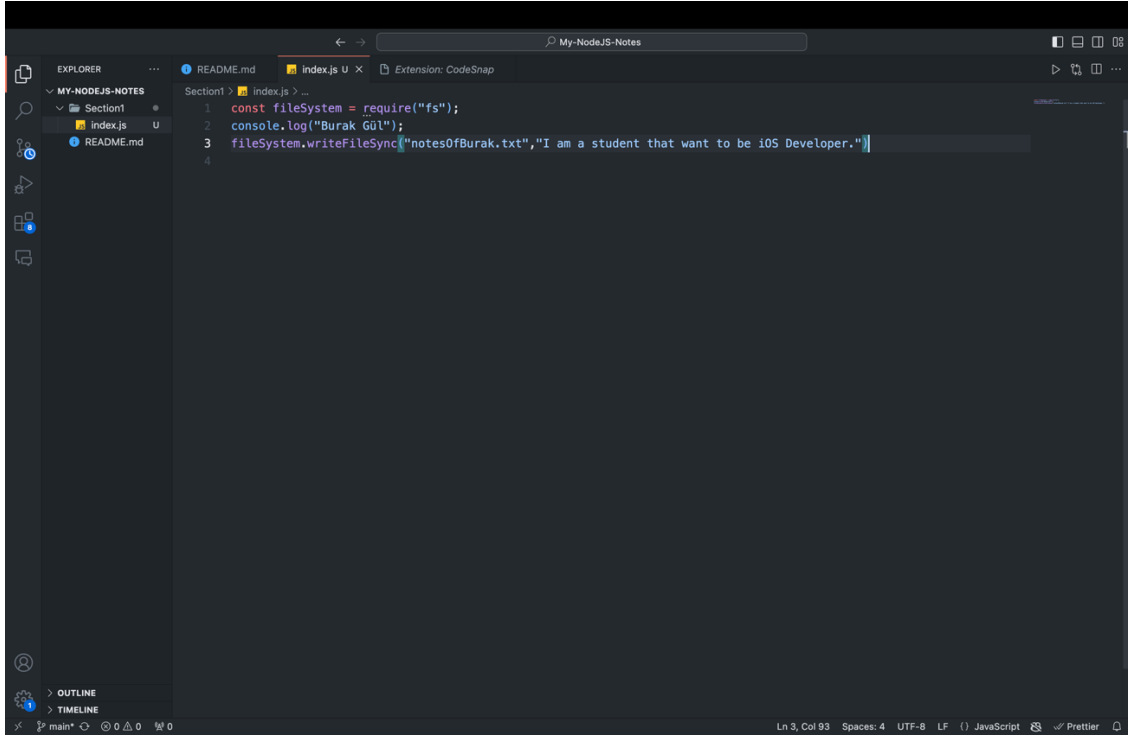 My-NodeJS-Notes
EXPLORER
README.md
index.js U
Extension: CodeSnap
MY-NODEJS-NOTES
Section1
index.js U
README.md
Section1 > index.js > ...
1 const fileSystem = require("fs");
2 console.log("Burak Gül");
3 fileSystem.writeFileSync("notesOfBurak.txt","I am a student that want to be iOS Developer.")
4
8
1
OUTLINE
TIMELINE
main* 0 0 0
Ln 3, Col 93 Spaces: 4 UTF-8 LF {} JavaScript Prettier